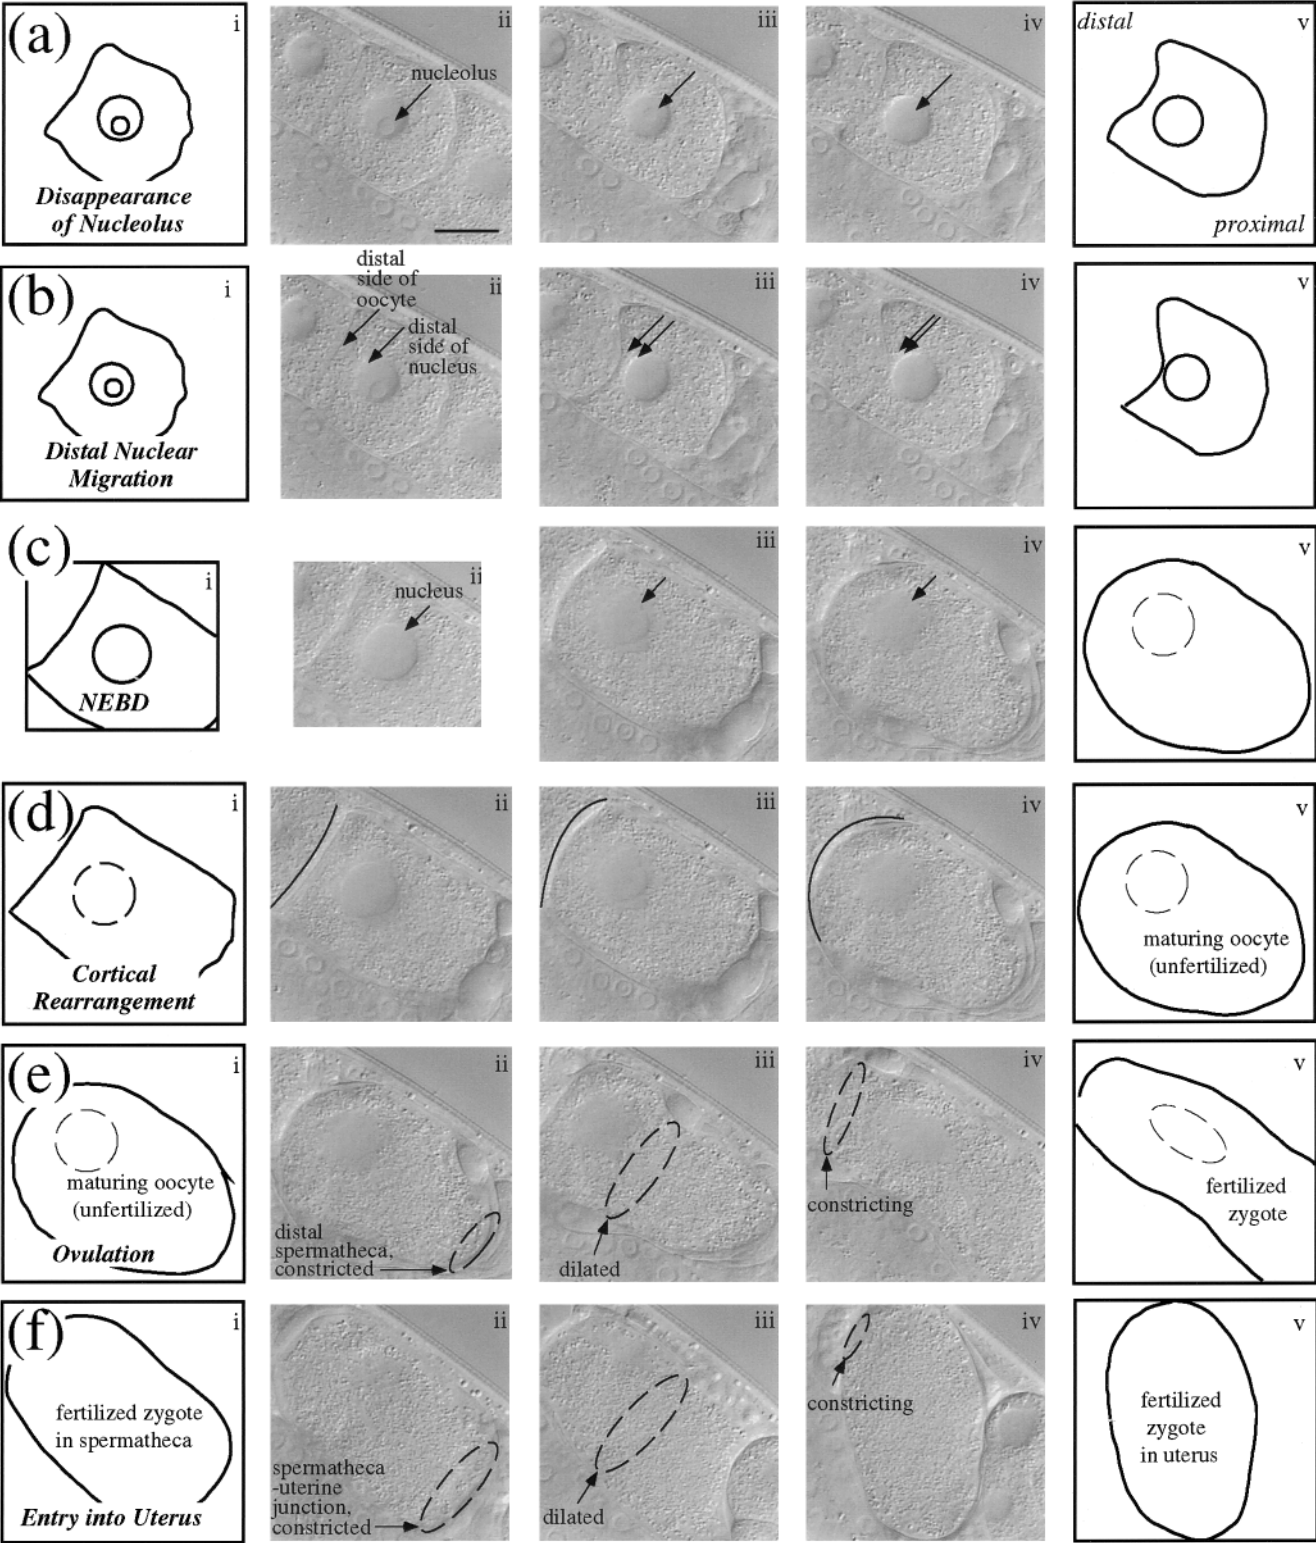 (a)
i
Disappearance
of Nucleolus
ii
nucleolus
iii
iv
distal
v
proximal
(b)
i
Distal Nuclear
Migration
distal
side of
oocyte
ii
distal
side of
nucleus
iii
iv
v
(c)
i
NEBD
ii
nucleus
iii
iv
v
(d)
i
Cortical
Rearrangement
ii
iii
iv
v
maturing oocyte
(unfertilized)
(e)
i
maturing oocyte
(unfertilized)
Ovulation
ii
distal
spermatheca,
constricted
iii
dilated
iv
constricting
v
fertilized
zygote
(f)
i
fertilized zygote
in spermatheca
Entry into Uterus
ii
spermatheca
-uterine
junction,
constricted
iii
dilated
iv
constricting
v
fertilized
zygote
in uterus